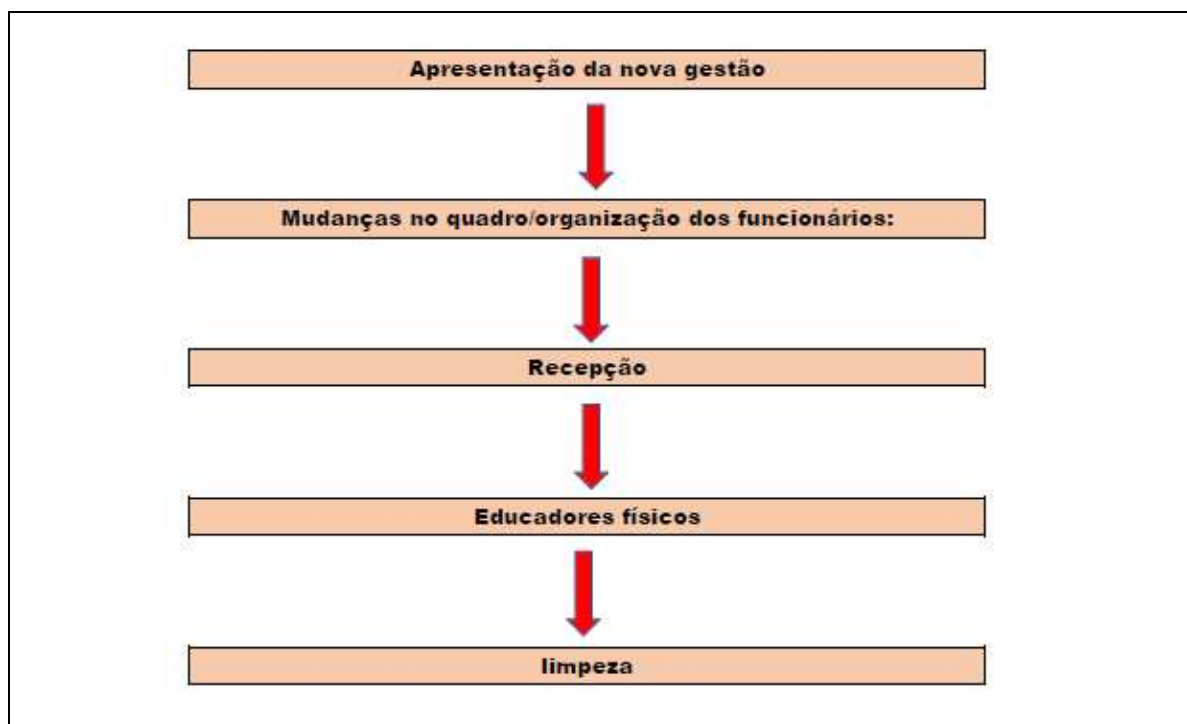 Apresentação da nova gestão
Mudanças no quadro/organização dos funcionários:
Recepção
Educadores físicos
limpeza